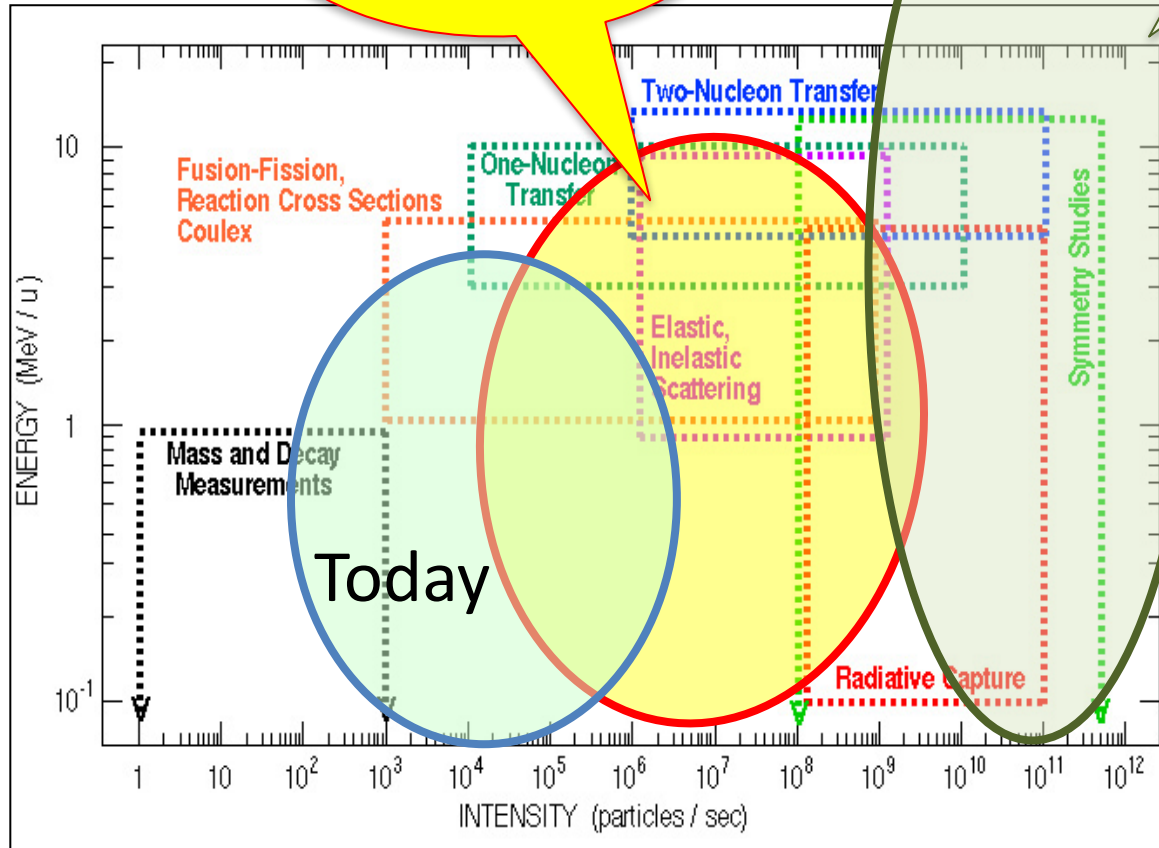 Two-Nucleon Transfer
Fusion-Fission,
Reaction Cross Sections
Coulex
One-Nucleon
Transfer
Elastic,
Inelastic
Scattering
Symmetry Studies
Mass and Decay
Measurements
Today
Radiative Capture
ENERGY (MeV / u)
10
1
10⁻¹
1 10 10² 10³ 10⁴ 10⁵ 10⁶ 10⁷ 10⁸ 10⁹ 10¹⁰ 10¹¹ 10¹²
INTENSITY (particles / sec)